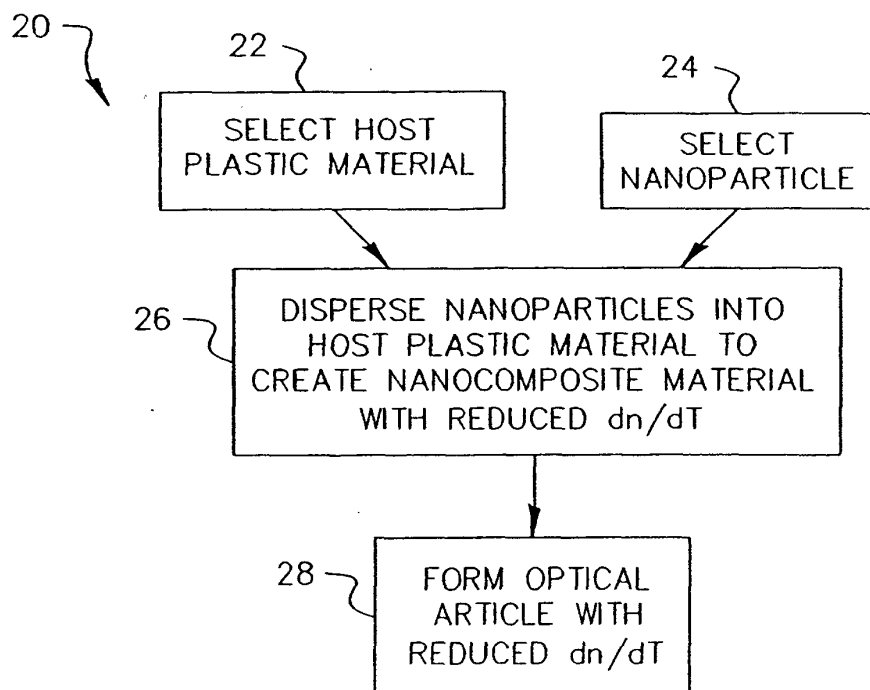 20
22
24
SELECT HOST
PLASTIC MATERIAL
SELECT
NANOPARTICLE
26
DISPERSE NANOPARTICLES INTO
HOST PLASTIC MATERIAL TO
CREATE NANOCOMPOSITE MATERIAL
WITH REDUCED dn/dT
28
FORM OPTICAL
ARTICLE WITH
REDUCED dn/dT